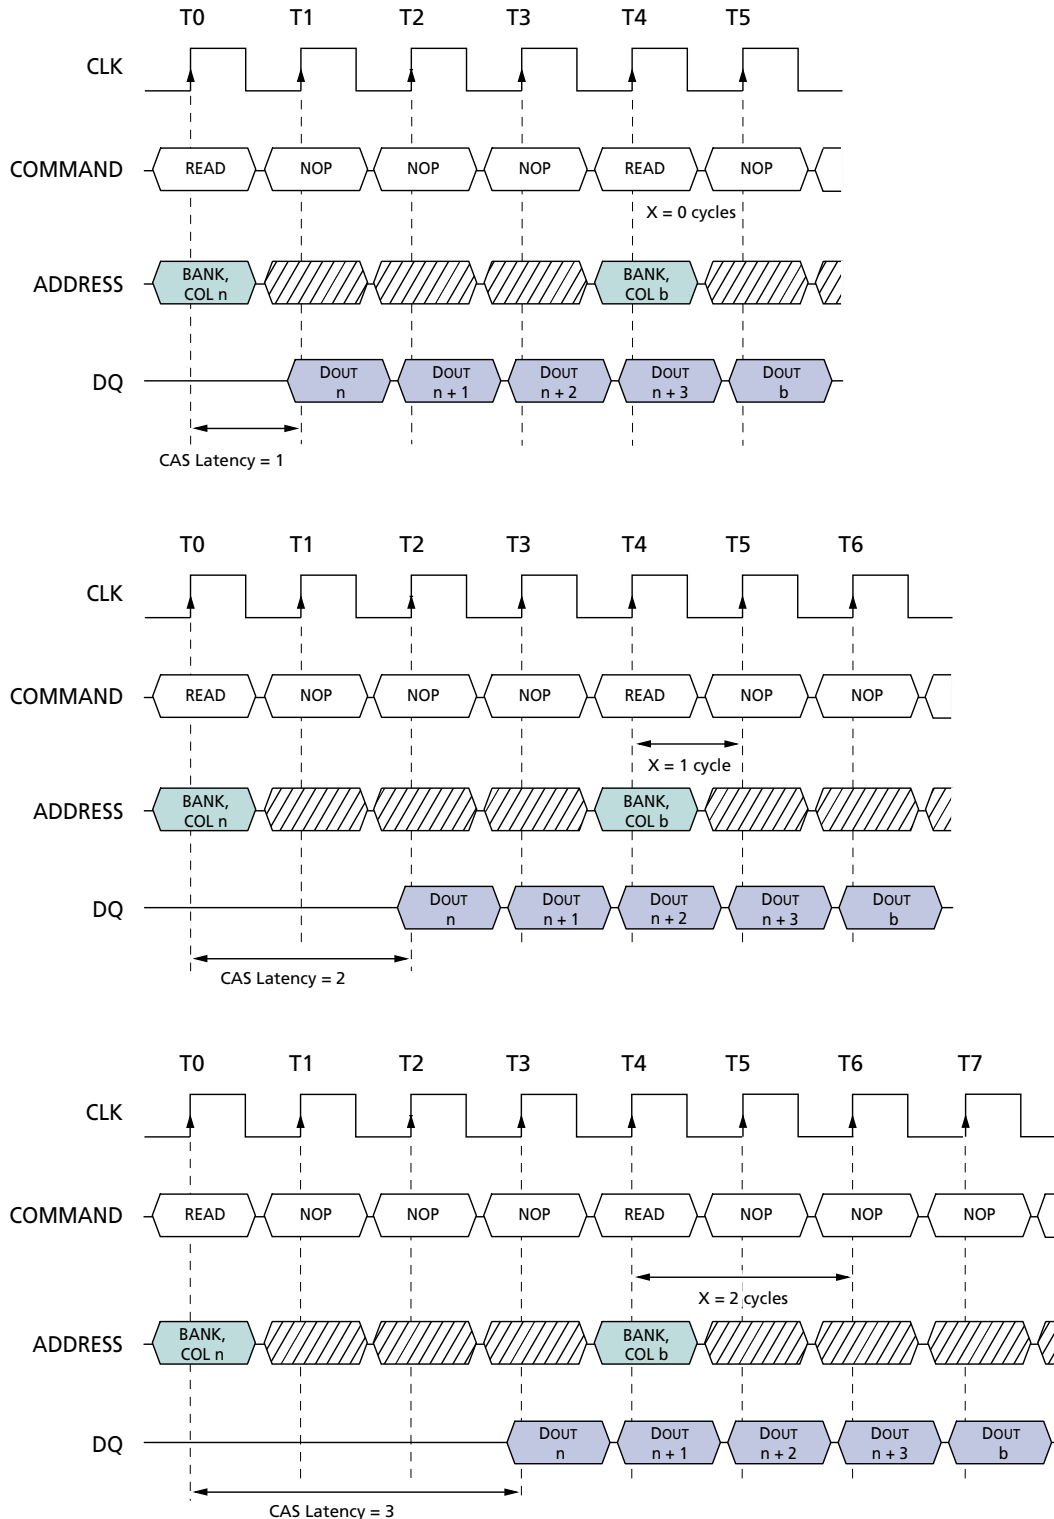 T0 T1 T2 T3 T4 T5
CLK
COMMAND READ NOP NOP NOP READ NOP
X = 0 cycles
ADDRESS BANK, COL n BANK, COL b
DQ DOUT n DOUT n + 1 DOUT n + 2 DOUT n + 3 DOUT b
CAS Latency = 1
T0 T1 T2 T3 T4 T5 T6
CLK
COMMAND READ NOP NOP NOP READ NOP NOP
X = 1 cycle
ADDRESS BANK, COL n BANK, COL b
DQ DOUT n DOUT n + 1 DOUT n + 2 DOUT n + 3 DOUT b
CAS Latency = 2
T0 T1 T2 T3 T4 T5 T6 T7
CLK
COMMAND READ NOP NOP NOP READ NOP NOP NOP
X = 2 cycles
ADDRESS BANK, COL n BANK, COL b
DQ DOUT n DOUT n + 1 DOUT n + 2 DOUT n + 3 DOUT b
CAS Latency = 3